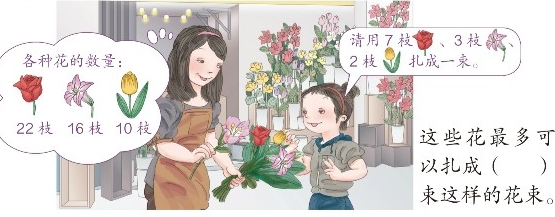 各种花的数量：
22枝 16枝 10枝
请用7枝、3枝、
2枝 扎成一束。
这些花最多可
以扎成（ ）
束这样的花束。